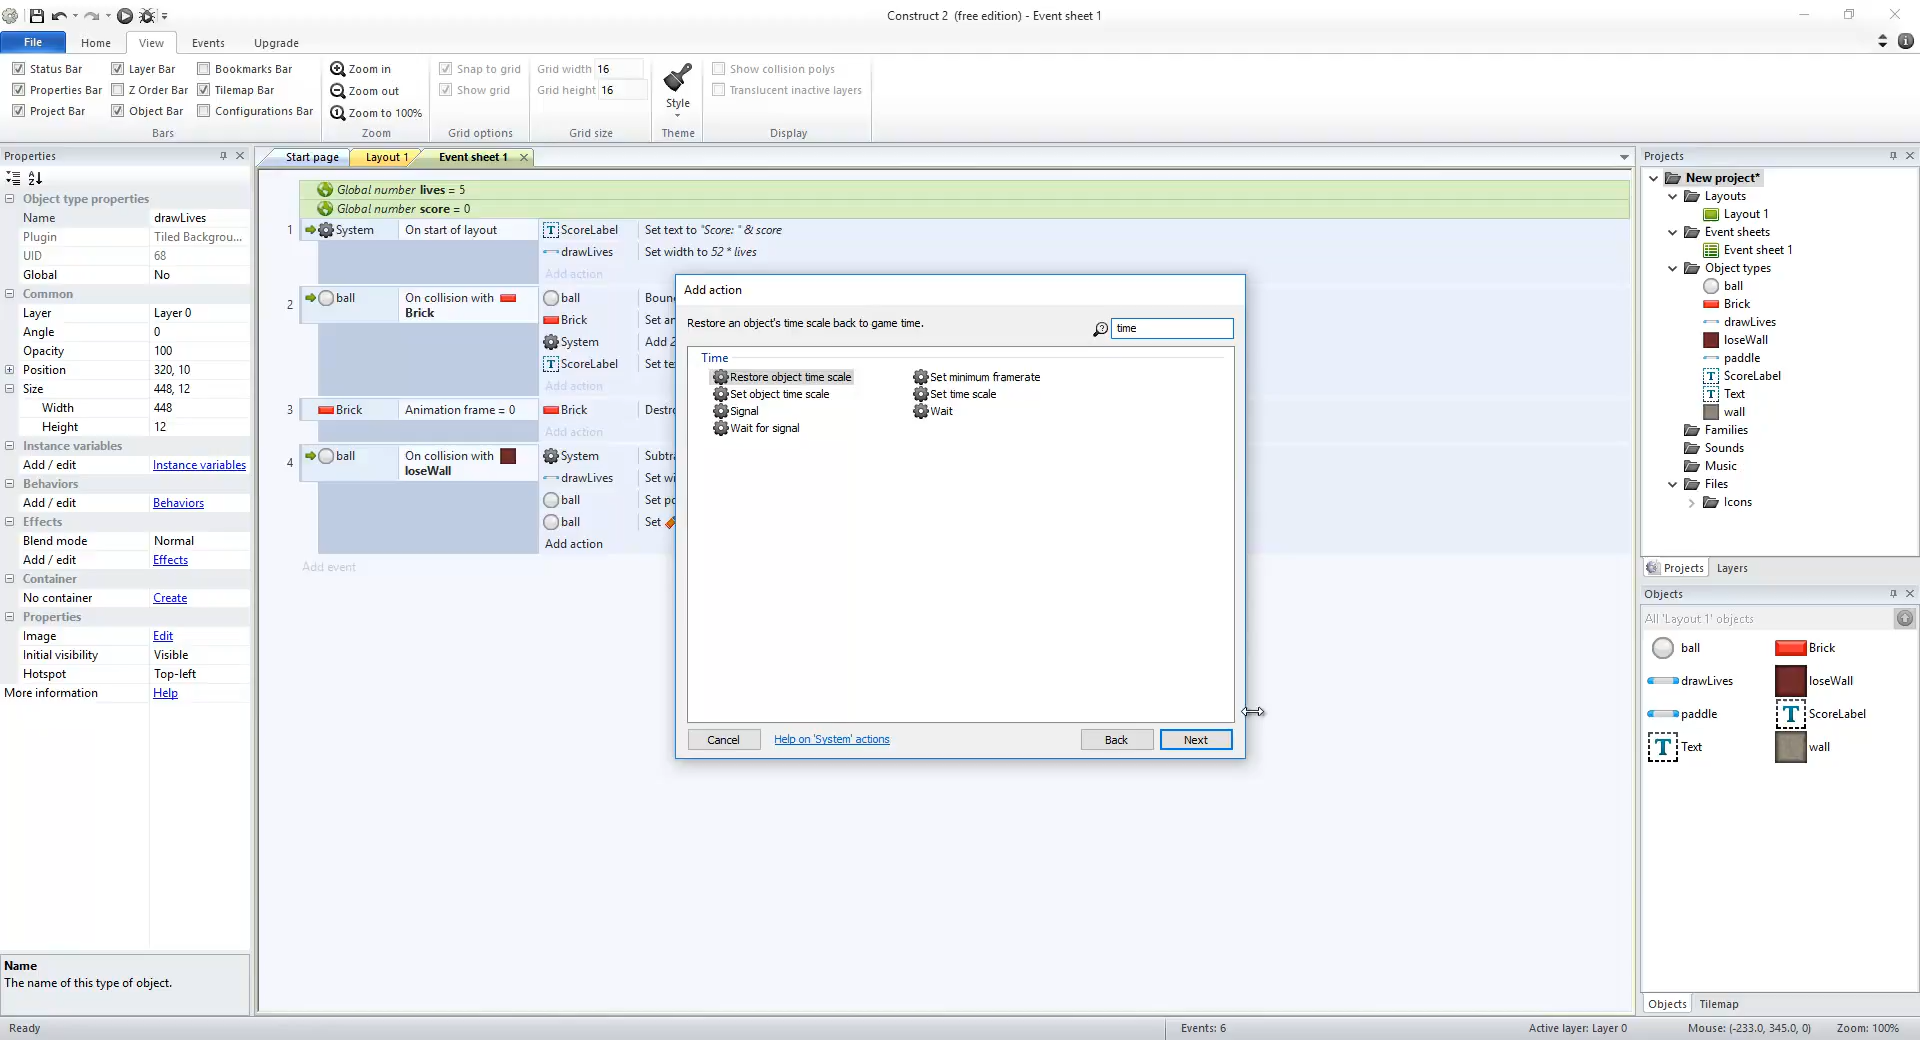 Construct 2 (free edition) - Event sheet 1
File Home View Events Upgrade
Status Bar Layer Bar Bookmarks Bar Zoom in Snap to grid Grid width 16 Show collision polys
Properties Bar Z Order Bar Tilemap Bar Zoom out Show grid Grid height 16 Translucent inactive layers
Project Bar Object Bar Configurations Bar Zoom to 100% Style
Bars Zoom Grid options Grid size Theme Display
Properties
Object type properties
Name drawLives
Plugin Tiled Backgrou...
UID 68
Global No
Common
Layer Layer 0
Angle 0
Opacity 100
Position 320, 10
Size 448, 12
Width 448
Height 12
Instance variables
Add / edit Instance variables
Behaviors
Add / edit Behaviors
Effects
Blend mode Normal
Add / edit Effects
Container
No container Create
Properties
Image Edit
Initial visibility Visible
Hotspot Top-left
More information Help
Name
The name of this type of object.
Start page Layout 1 Event sheet 1
Global number lives = 5
Global number score = 0
1 System On start of layout ScoreLabel Set text to "Score: " & score
drawLives Set width to 52 * lives
Add action
2 ball On collision with Brick ball Boun
Brick Set an
System Add 2
ScoreLabel Set te
Add action
3 Brick Animation frame = 0 Brick Destr
Add action
4 ball On collision with loseWall System Subtr
drawLives Set wi
ball Set po
ball Set
Add action
Add event
Add action
Restore an object's time scale back to game time.
time
Time
Restore object time scale Set minimum framerate
Set object time scale Set time scale
Signal Wait
Wait for signal
Cancel Help on 'System' actions Back Next
Projects
New project*
Layouts
Layout 1
Event sheets
Event sheet 1
Object types
ball
Brick
drawLives
loseWall
paddle
ScoreLabel
Text
wall
Families
Sounds
Music
Files
Icons
Projects Layers
Objects
All 'Layout 1' objects
ball Brick
drawLives loseWall
paddle ScoreLabel
Text wall
Objects Tilemap
Ready Events: 6 Active layer: Layer 0 Mouse: (-233.0, 345.0, 0) Zoom: 100%